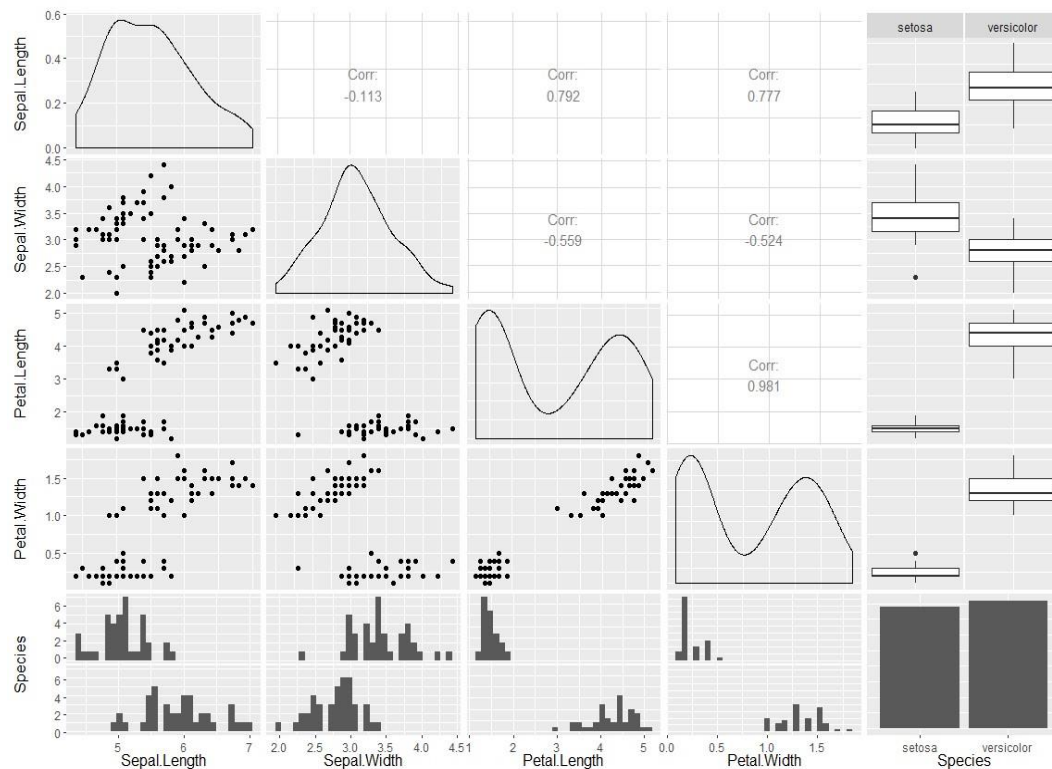 setosa versicolor
Sepal.Length
0.6
0.4
0.2
0.0
Corr:
-0.113
Corr:
0.792
Corr:
0.777
Sepal.Width
4.5
4.0
3.5
3.0
2.5
2.0
Corr:
-0.559
Corr:
-0.524
Petal.Length
5
4
3
2
Corr:
0.981
Petal.Width
1.5
1.0
0.5
Species
6
4
2
0
6
4
2
0
5 6 7 2.0 2.5 3.0 3.5 4.0 4.5 1 2 3 4 5 0.0 0.5 1.0 1.5 setosa versicolor
Sepal.Length Sepal.Width Petal.Length Petal.Width Species